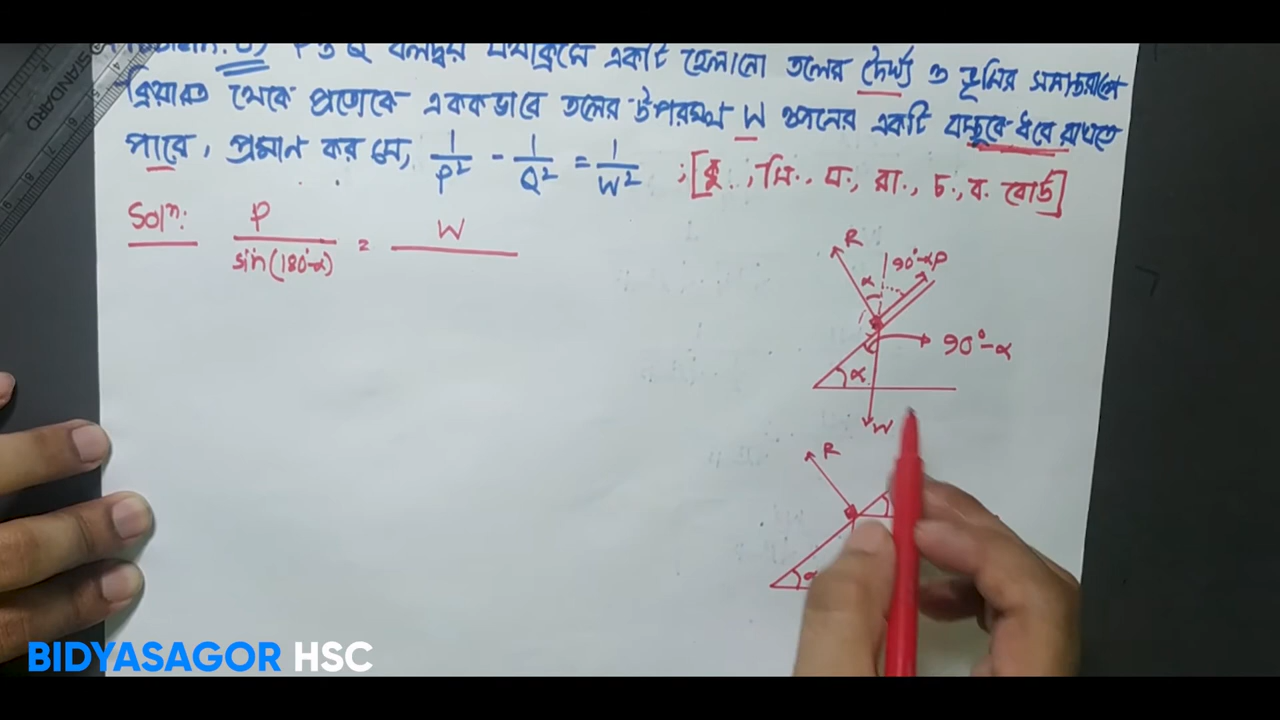 P ও Q বলদ্বয় যথাক্রমে একটি হেলানো তলের দৈর্ঘ্য ও ভূমির সমান্তরালে
ক্রিয়ারত থেকে প্রত্যেকে এককভাবে তলের উপরস্থ W ওজনের একটি বস্তুকে ধরে রাখতে
পারে, প্রমান কর যে, 1/P² - 1/Q² = 1/W² ; [কু., সি., য., রা., চ., ব. বোর্ড]
Solⁿ: P/sin(180°-α) = W
R
α
90°-α
P
90°-α
α
W
R
α
STANDARD
BIDYASAGOR HSC